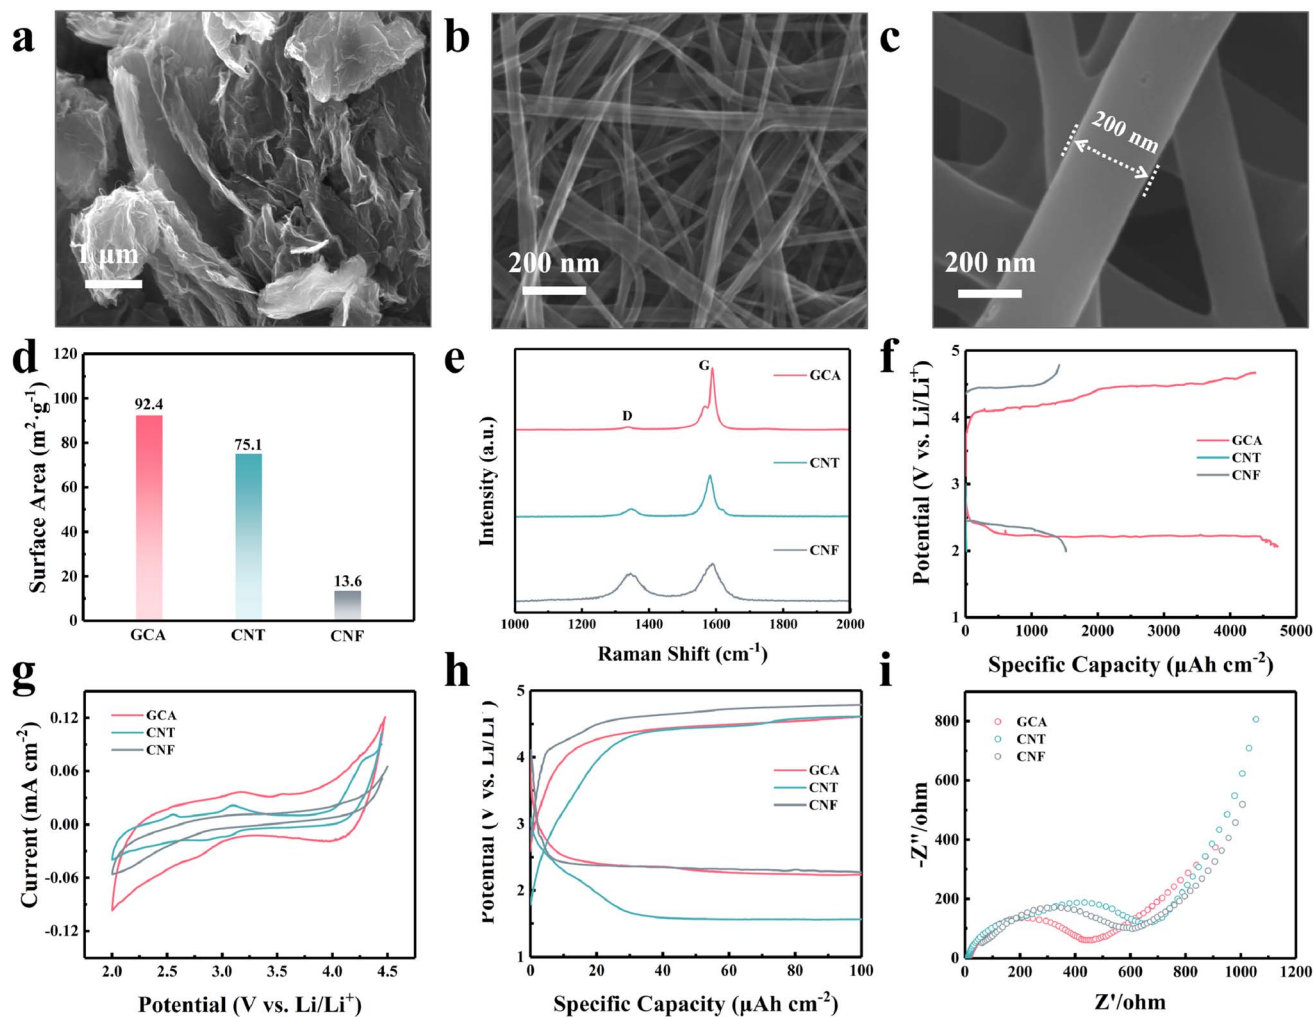 a
1 μm
b
200 nm
c
200 nm
200 nm
d
Surface Area (m²·g⁻¹)
120
100
80
60
40
20
0
92.4
75.1
13.6
GCA
CNT
CNF
e
Intensity (a.u.)
D
G
GCA
CNT
CNF
1000
1200
1400
1600
1800
2000
Raman Shift (cm⁻¹)
f
Potential (V vs. Li/Li⁺)
5
4
3
2
1
GCA
CNT
CNF
0
1000
2000
3000
4000
5000
Specific Capacity (μAh cm⁻²)
g
Current (mA cm⁻²)
0.12
0.06
0.00
-0.06
-0.12
GCA
CNT
CNF
2.0
2.5
3.0
3.5
4.0
4.5
Potential (V vs. Li/Li⁺)
h
Potential (V vs. Li/Li
5
4
3
2
1
GCA
CNT
CNF
0
20
40
60
80
100
Specific Capacity (μAh cm⁻²)
i
-Z''/ohm
800
600
400
200
0
GCA
CNT
CNF
0
200
400
600
800
1000
1200
Z'/ohm